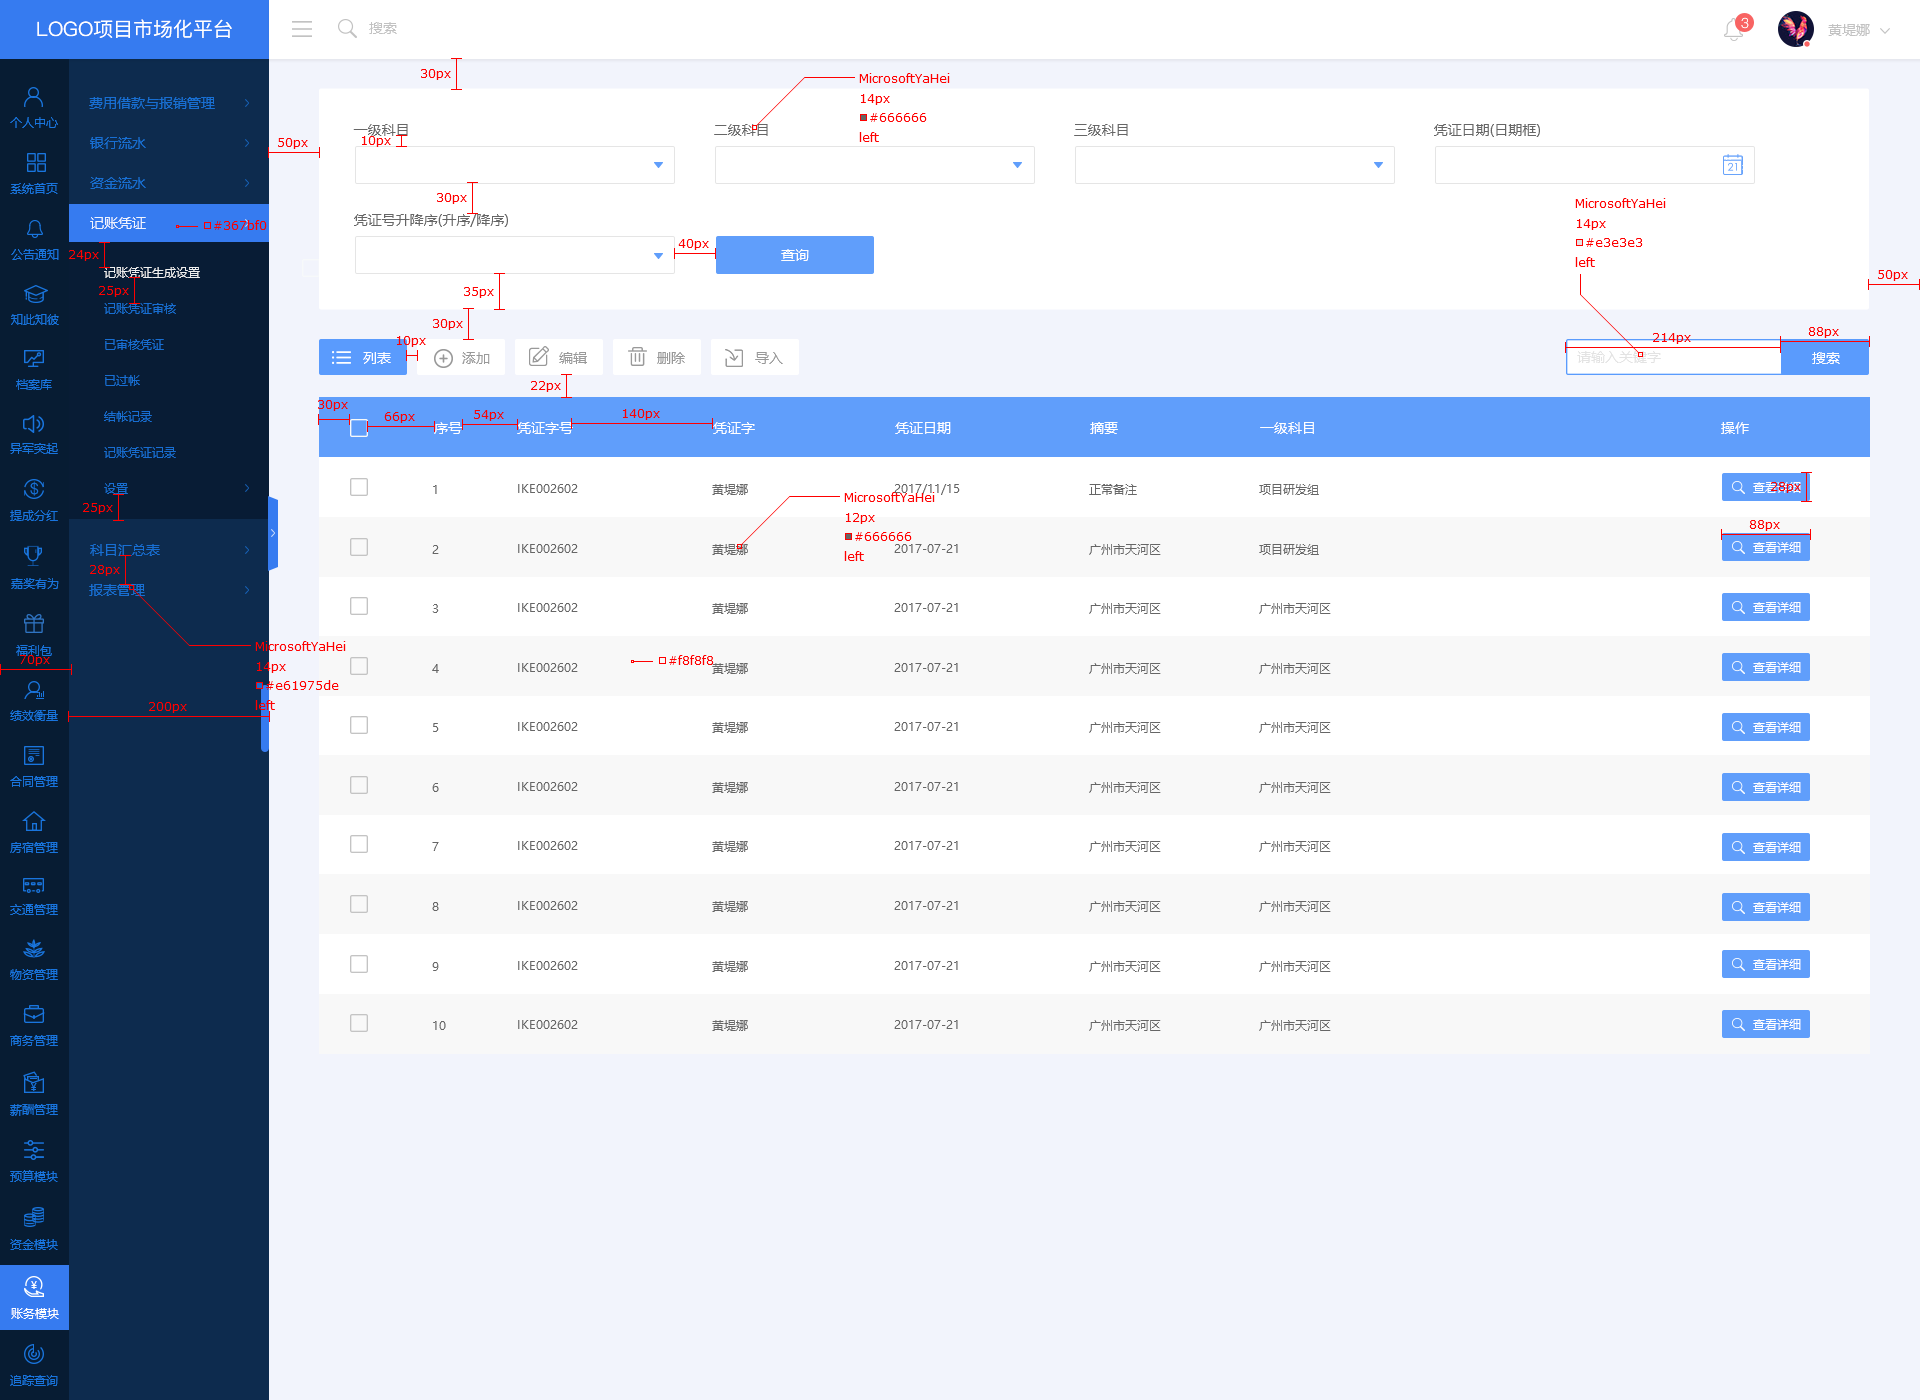 LOGO项目市场化平台
搜索
3
黄堤娜
个人中心
系统首页
公告通知
知此知彼
档案库
异军突起
提成分红
嘉奖有为
福利包
70px
绩效衡量
合同管理
房宿管理
交通管理
物资管理
商务管理
薪酬管理
预算模块
资金模块
账务模块
追踪查询
费用借款与报销管理
银行流水
资金流水
记账凭证
#367bf0
24px
记账凭证生成设置
25px
记账凭证审核
已审核凭证
已过帐
结帐记录
记账凭证记录
设置
25px
科目汇总表
28px
报表管理
MicrosoftYaHei
14px
#e61975de
left
200px
30px
50px
MicrosoftYaHei
14px
#666666
left
一级科目
10px
二级科目
三级科目
凭证日期(日期框)
21
30px
凭证号升降序(升序/降序)
40px
查询
35px
MicrosoftYaHei
14px
#e3e3e3
left
50px
30px
10px
列表
添加
编辑
删除
导入
22px
214px
88px
请输入关键字
搜索
30px
66px
54px
140px
序号 凭证字号 凭证字 凭证日期 摘要 一级科目 操作
1 IKE002602 黄堤娜 2017/11/15 正常备注 项目研发组 查看详细
28px
MicrosoftYaHei
12px
#666666
left
88px
2 IKE002602 黄堤娜 2017-07-21 广州市天河区 项目研发组 查看详细
3 IKE002602 黄堤娜 2017-07-21 广州市天河区 广州市天河区 查看详细
#f8f8f8
4 IKE002602 黄堤娜 2017-07-21 广州市天河区 广州市天河区 查看详细
5 IKE002602 黄堤娜 2017-07-21 广州市天河区 广州市天河区 查看详细
6 IKE002602 黄堤娜 2017-07-21 广州市天河区 广州市天河区 查看详细
7 IKE002602 黄堤娜 2017-07-21 广州市天河区 广州市天河区 查看详细
8 IKE002602 黄堤娜 2017-07-21 广州市天河区 广州市天河区 查看详细
9 IKE002602 黄堤娜 2017-07-21 广州市天河区 广州市天河区 查看详细
10 IKE002602 黄堤娜 2017-07-21 广州市天河区 广州市天河区 查看详细